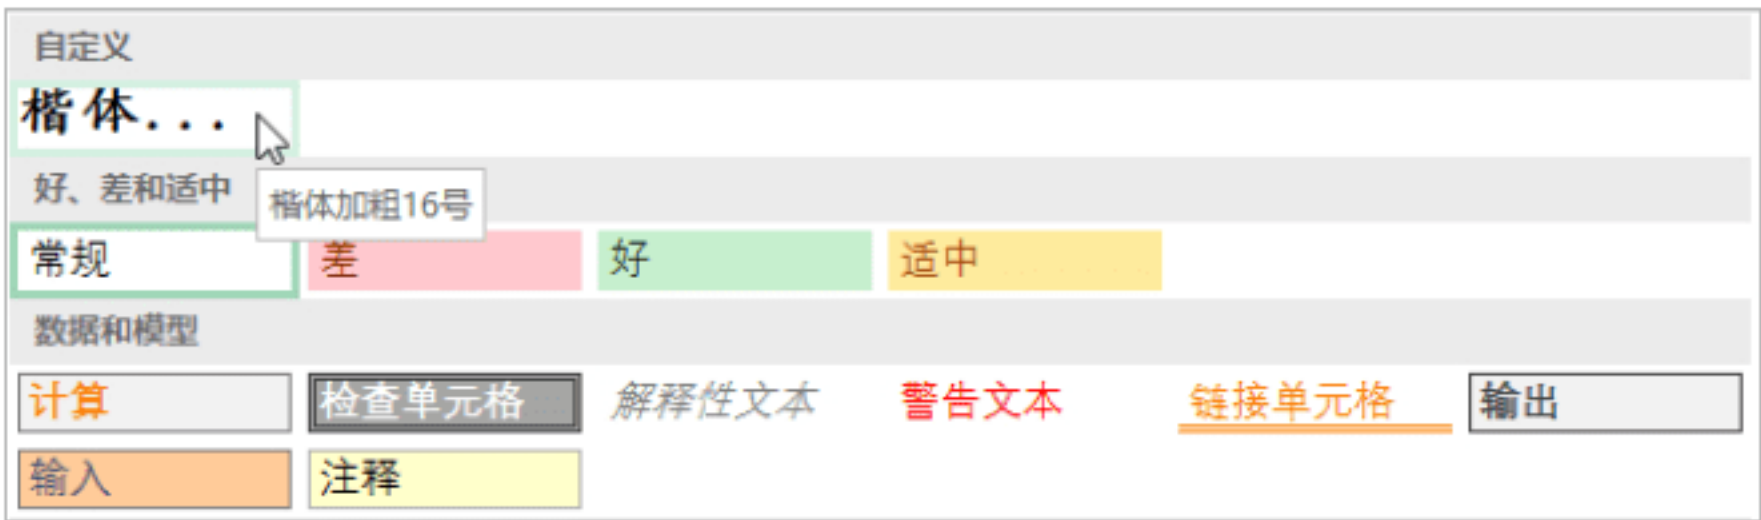 自定义
楷体...
好、差和适中
楷体加粗16号
常规 差 好 适中
数据和模型
计算 检查单元格 解释性文本 警告文本 链接单元格 输出
输入 注释